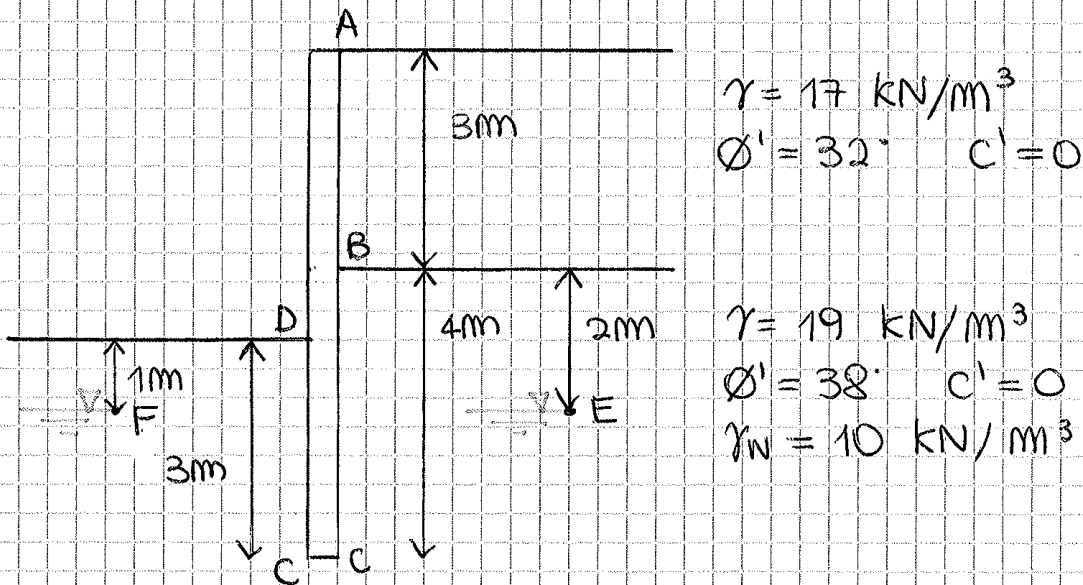 A
3m
γ = 17 kN/m³
Ø' = 32° C' = 0
B
D
4m
2m
1m
F
E
3m
γ = 19 kN/m³
Ø' = 38° C' = 0
γw = 10 kN/m³
C C